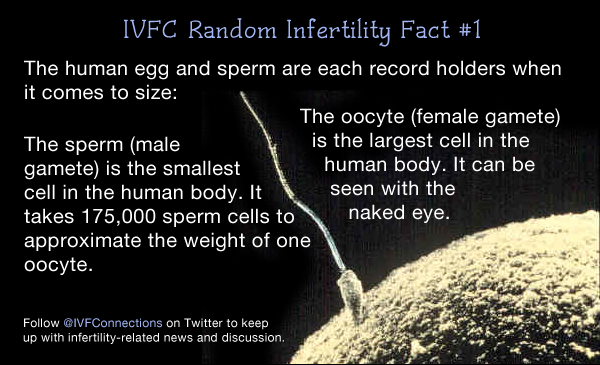 IVFC Random Infertility Fact #1
The human egg and sperm are each record holders when
it comes to size:
The sperm (male
gamete) is the smallest
cell in the human body. It
takes 175,000 sperm cells to
approximate the weight of one
oocyte.
The oocyte (female gamete)
is the largest cell in the
human body. It can be
seen with the
naked eye.
Follow @IVFConnections on Twitter to keep
up with infertility-related news and discussion.